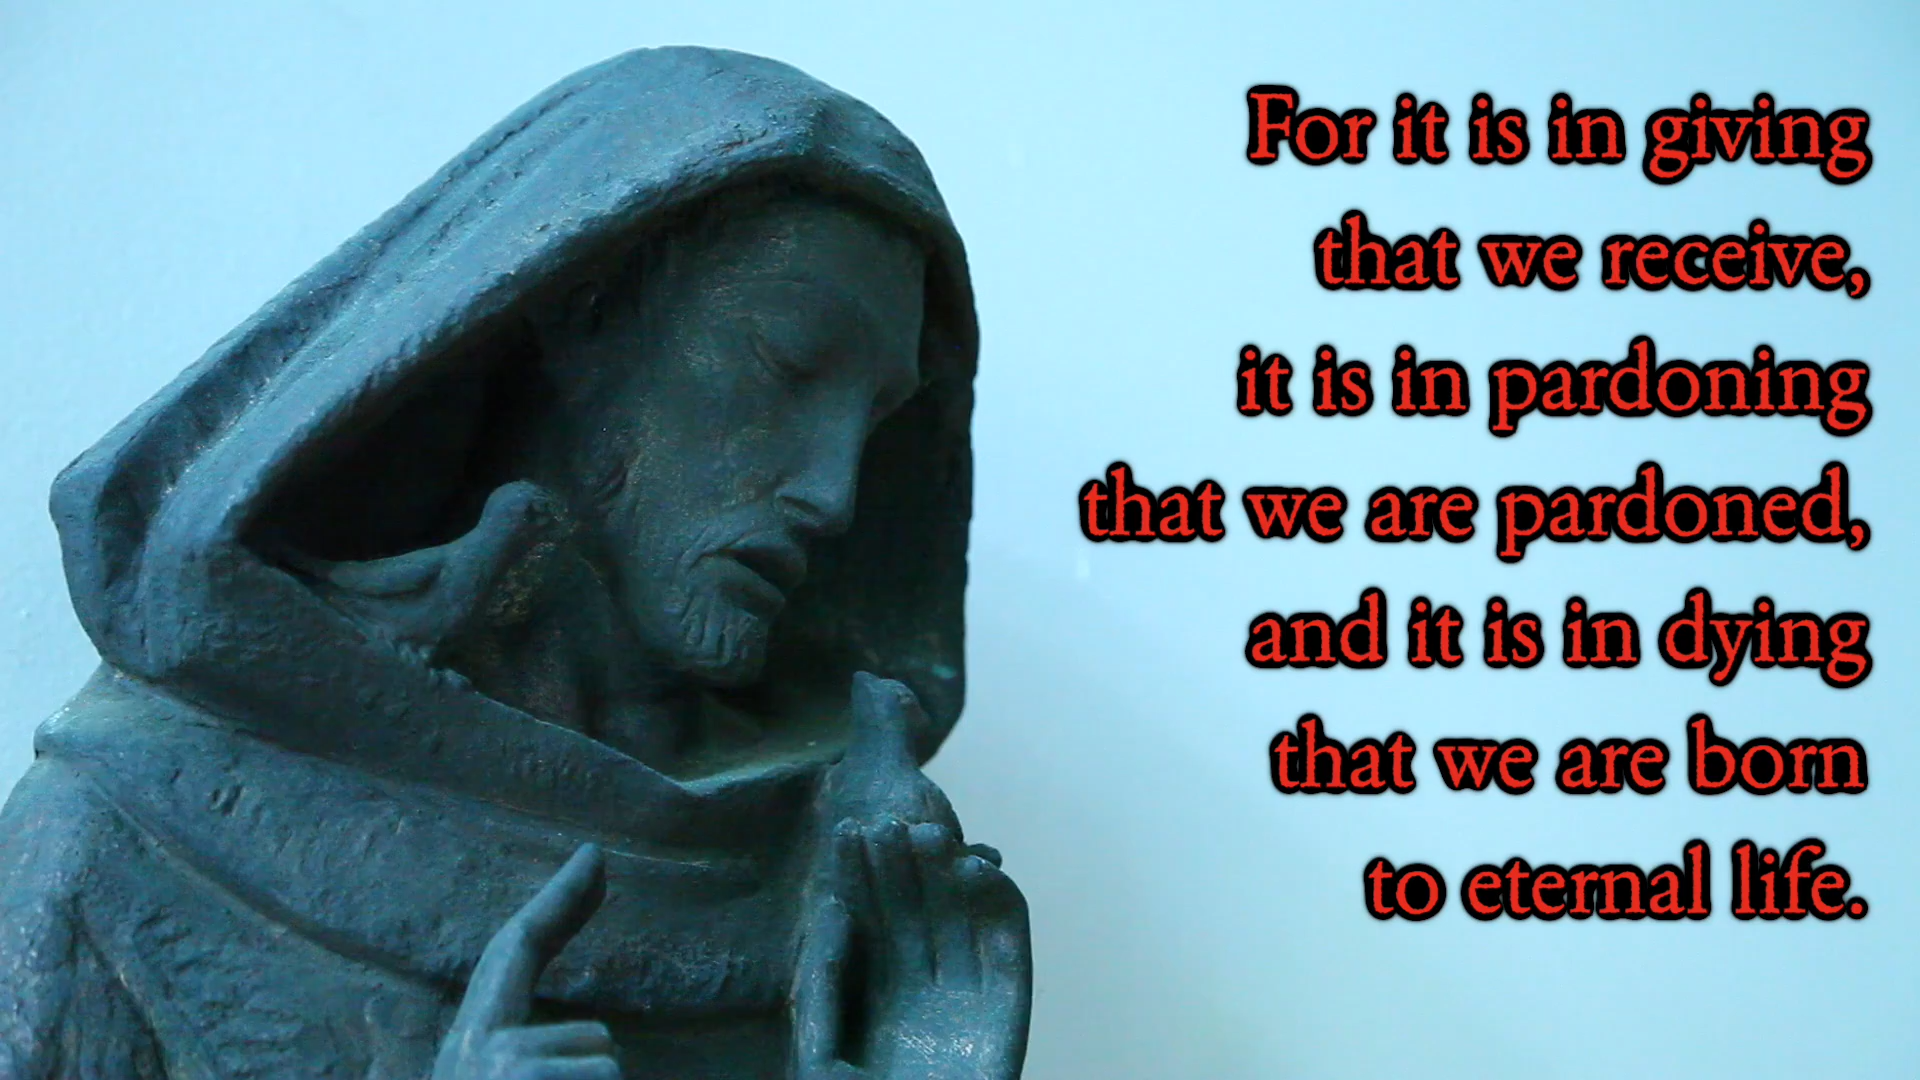 For it is in giving
that we receive,
it is in pardoning
that we are pardoned,
and it is in dying
that we are born
to eternal life.